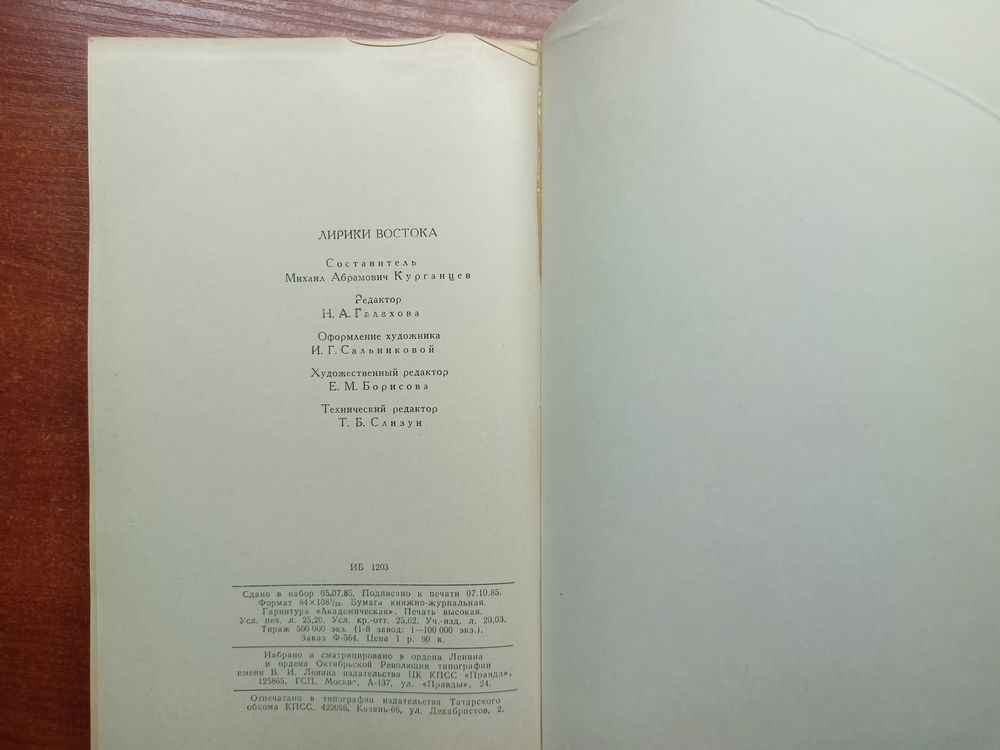 ЛИРИКИ ВОСТОКА
Составитель
Михаил Абрамович Курганцев
Редактор
Н. А. Галахова
Оформление художника
И. Г. Сальниковой
Художественный редактор
Е. М. Борисова
Технический редактор
Т. Б. Слизун
ИБ 1203
Сдано в набор 05.07.85. Подписано к печати 07.10.85.
Формат 84×108¹/₃₂. Бумага книжно-журнальная.
Гарнитура «Академическая». Печать высокая.
Усл. печ. л. 25,20. Усл. кр.-отт. 25,62. Уч.-изд. л. 20,03.
Тираж 500 000 экз. (1-й завод: 1—100 000 экз.).
Заказ Ф-564. Цена 1 р. 90 к.
Набрано и сматрицировано в ордена Ленина
и ордена Октябрьской Революции типографии
имени В. И. Ленина издательства ЦК КПСС «Правда»,
125865, ГСП, Москва, А-137, ул. «Правды», 24.
Отпечатано в типографии издательства Татарского
обкома КПСС. 420066, Казань-66, ул. Декабристов, 2.